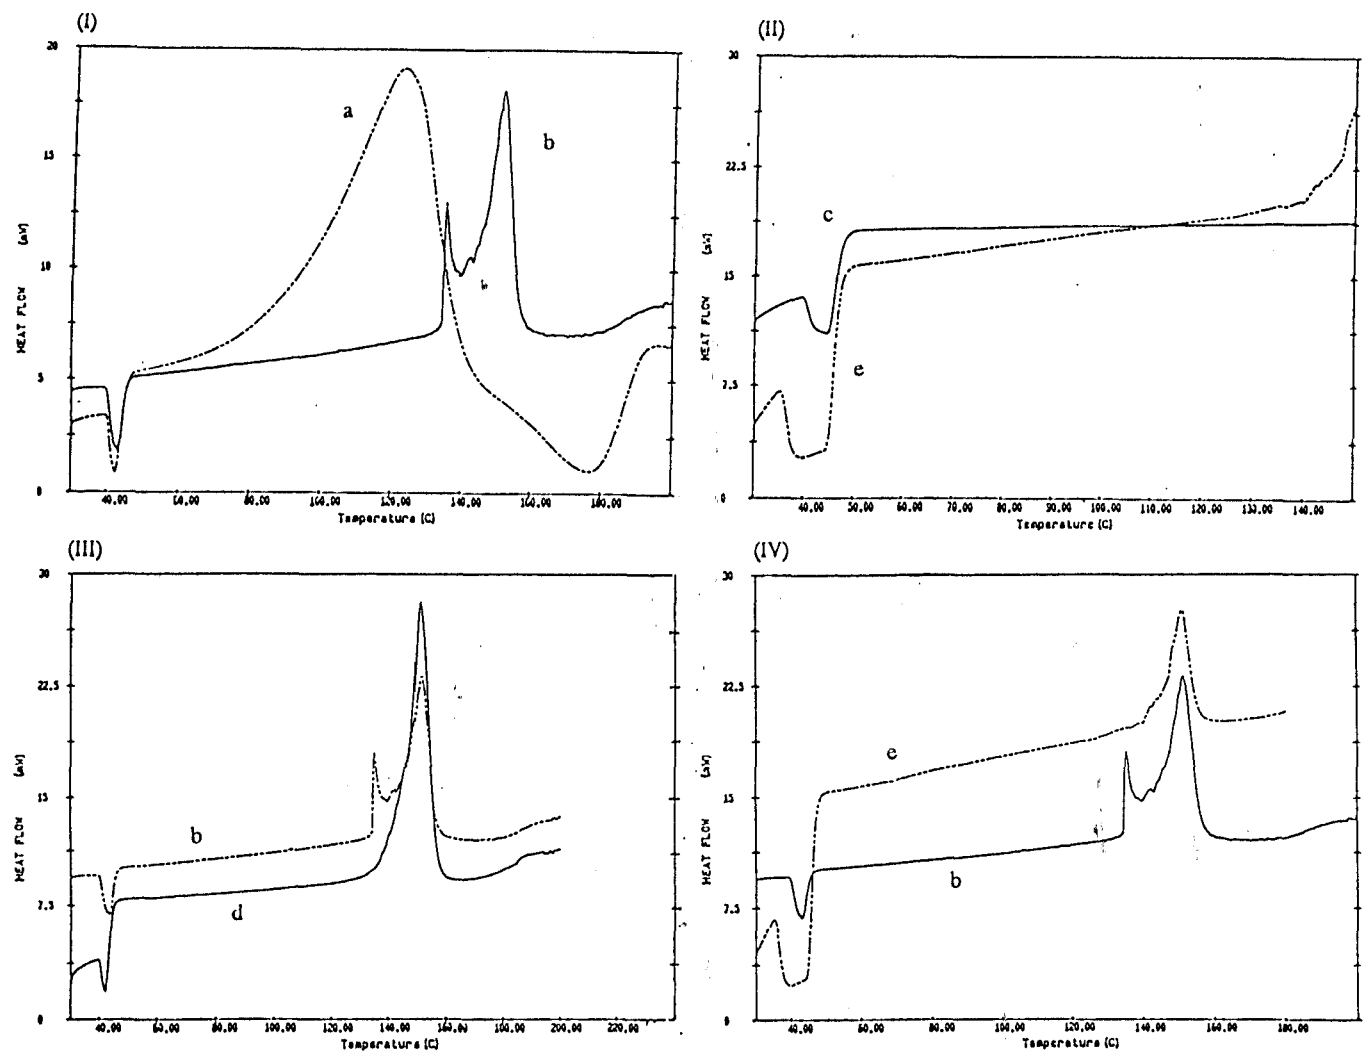 (I)
20
15
10
5
0
HEAT FLOW (mW)
a
b
40.00 60.00 80.00 100.00 120.00 140.00 160.00 180.00
Temperature (C)
(II)
30
22.5
15
7.5
0
HEAT FLOW (mW)
c
e
40.00 50.00 60.00 70.00 80.00 90.00 100.00 110.00 120.00 130.00 140.00
Temperature (C)
(III)
30
22.5
15
7.5
0
HEAT FLOW (mW)
b
d
40.00 60.00 80.00 100.00 120.00 140.00 160.00 180.00 200.00 220.00
Temperature (C)
(IV)
30
22.5
15
7.5
0
HEAT FLOW (mW)
e
b
40.00 60.00 80.00 100.00 120.00 140.00 160.00 180.00
Temperature (C)